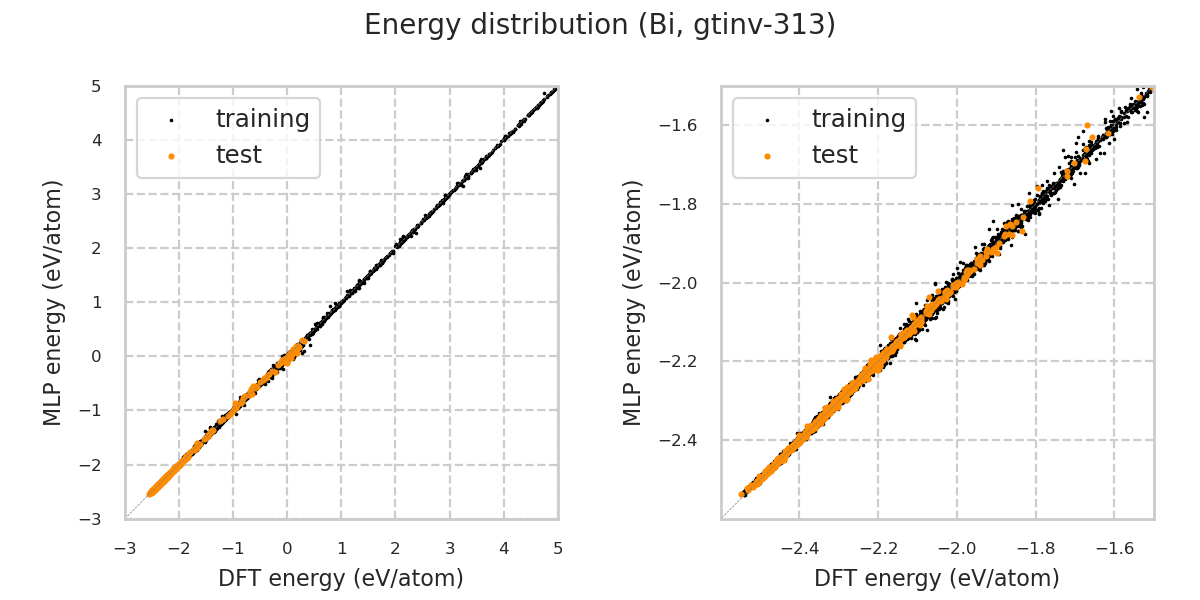 Energy distribution (Bi, gtinv-313)
training
test
5
4
3
2
1
0
−1
−2
−3
−3 −2 −1 0 1 2 3 4 5
MLP energy (eV/atom)
DFT energy (eV/atom)
training
test
−1.6
−1.8
−2.0
−2.2
−2.4
−2.4 −2.2 −2.0 −1.8 −1.6
MLP energy (eV/atom)
DFT energy (eV/atom)